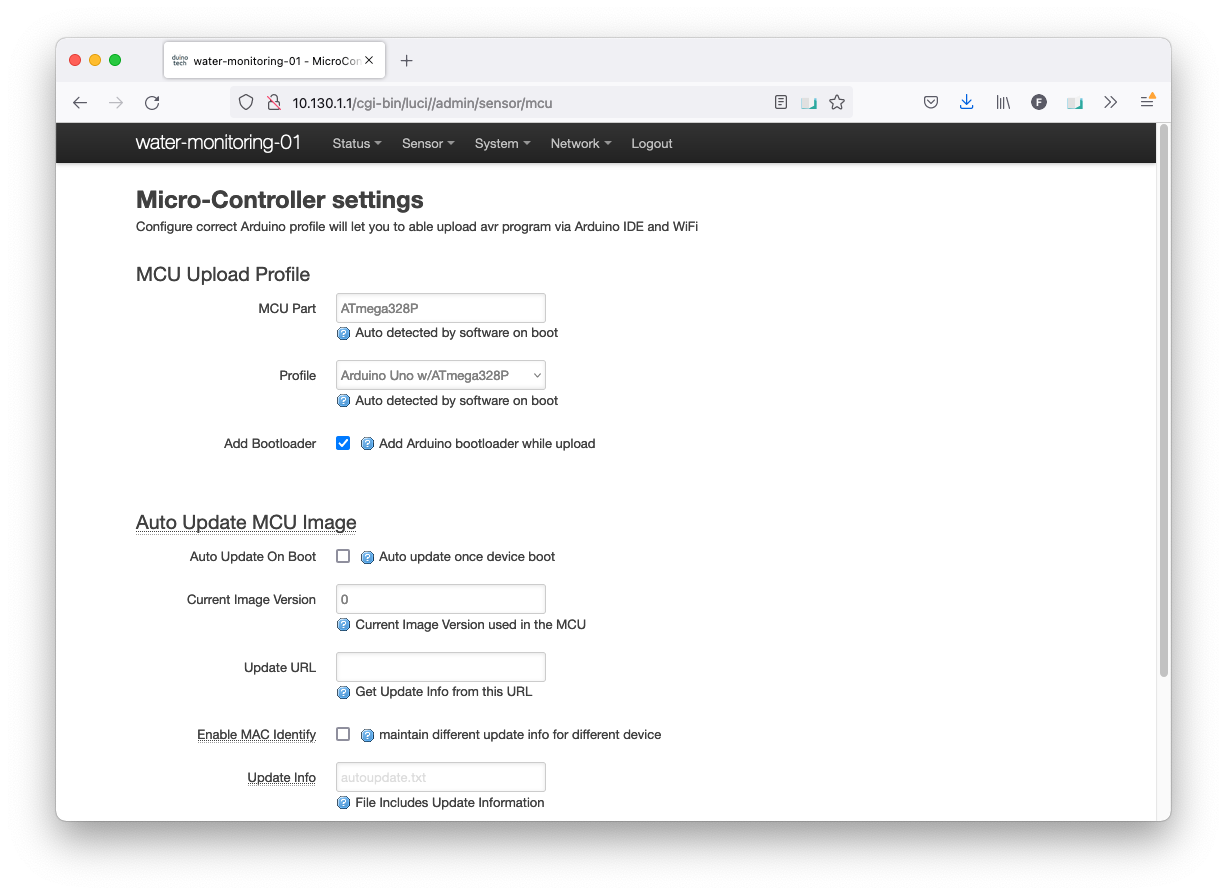 duino
tech
water-monitoring-01 - MicroCon
10.130.1.1/cgi-bin/luci//admin/sensor/mcu
F
water-monitoring-01
Status
Sensor
System
Network
Logout
Micro-Controller settings
Configure correct Arduino profile will let you to able upload avr program via Arduino IDE and WiFi
MCU Upload Profile
MCU Part
ATmega328P
Auto detected by software on boot
Profile
Arduino Uno w/ATmega328P
Auto detected by software on boot
Add Bootloader
Add Arduino bootloader while upload
Auto Update MCU Image
Auto Update On Boot
Auto update once device boot
Current Image Version
0
Current Image Version used in the MCU
Update URL
Get Update Info from this URL
Enable MAC Identify
maintain different update info for different device
Update Info
autoupdate.txt
File Includes Update Information